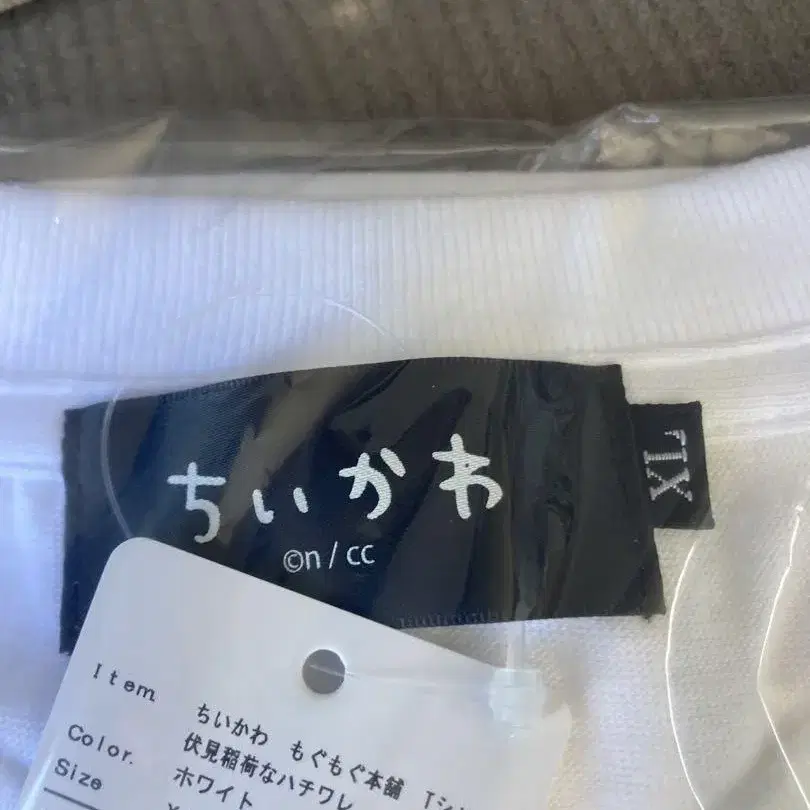 ちいかわ
©n / cc
XL
Item.
ちいかわ もぐもぐ本舗 Tシ
伏見稲荷なハチワレ
Color.
ホワイト
Size